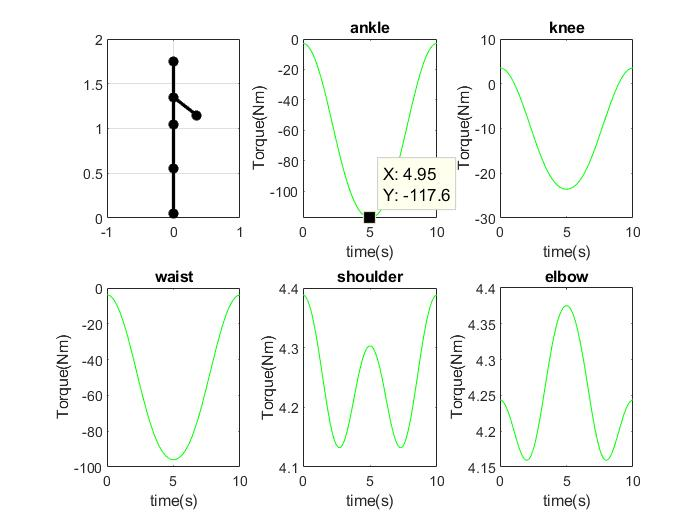 ankle
knee
2
1.5
1
0.5
0
-1
0
1
Torque(Nm)
0
-20
-40
-60
-80
-100
0
5
10
time(s)
X: 4.95
Y: -117.6
Torque(Nm)
10
0
-10
-20
-30
0
5
10
time(s)
waist
shoulder
elbow
Torque(Nm)
0
-20
-40
-60
-80
-100
0
5
10
time(s)
Torque(Nm)
4.4
4.3
4.2
4.1
0
5
10
time(s)
Torque(Nm)
4.4
4.35
4.3
4.25
4.2
4.15
0
5
10
time(s)